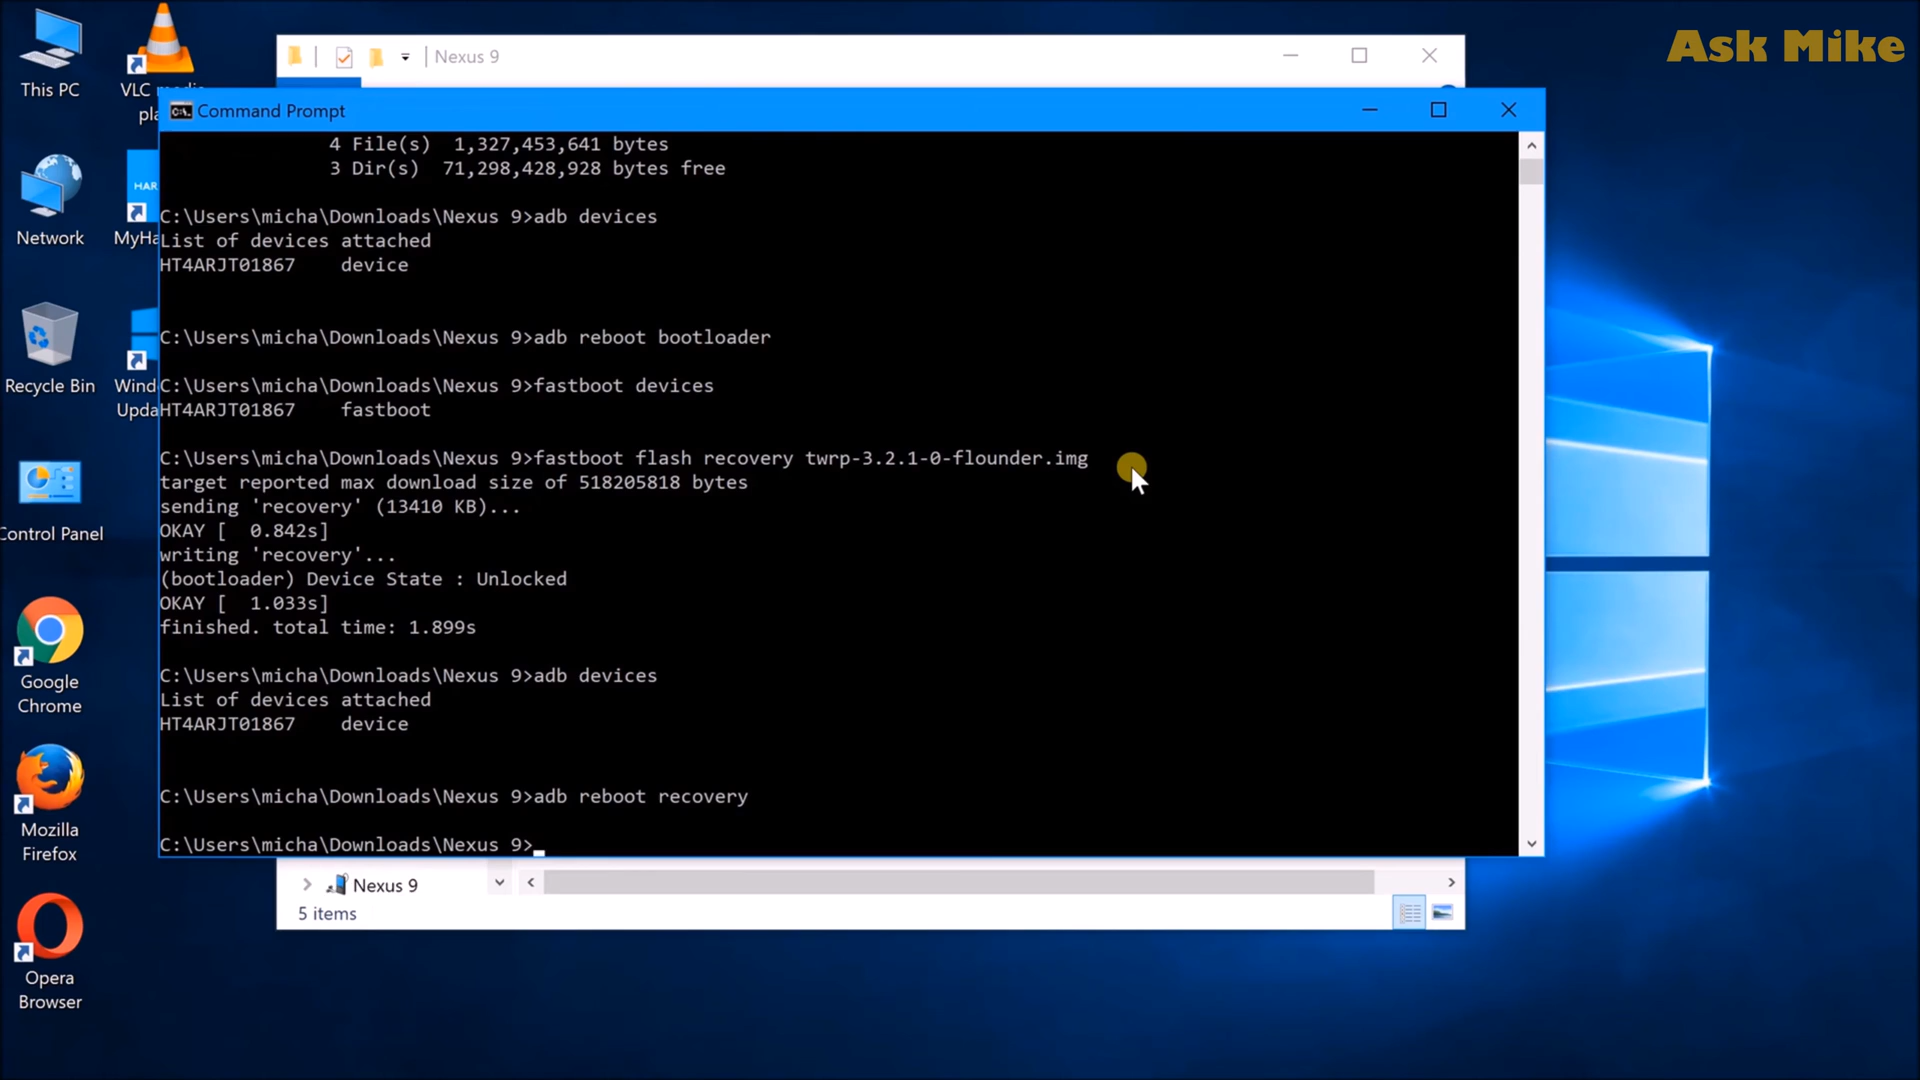 Ask Mike
This PC
VLC media
pla
Network
HAR
MyHa
Recycle Bin
Wind
Upda
Control Panel
Google
Chrome
Mozilla
Firefox
Opera
Browser
Nexus 9
Command Prompt
4 File(s) 1,327,453,641 bytes
3 Dir(s) 71,298,428,928 bytes free
C:\Users\micha\Downloads\Nexus 9>adb devices
List of devices attached
HT4ARJT01867 device
C:\Users\micha\Downloads\Nexus 9>adb reboot bootloader
C:\Users\micha\Downloads\Nexus 9>fastboot devices
HT4ARJT01867 fastboot
C:\Users\micha\Downloads\Nexus 9>fastboot flash recovery twrp-3.2.1-0-flounder.img
target reported max download size of 518205818 bytes
sending 'recovery' (13410 KB)...
OKAY [ 0.842s]
writing 'recovery'...
(bootloader) Device State : Unlocked
OKAY [ 1.033s]
finished. total time: 1.899s
C:\Users\micha\Downloads\Nexus 9>adb devices
List of devices attached
HT4ARJT01867 device
C:\Users\micha\Downloads\Nexus 9>adb reboot recovery
C:\Users\micha\Downloads\Nexus 9>
Nexus 9
5 items